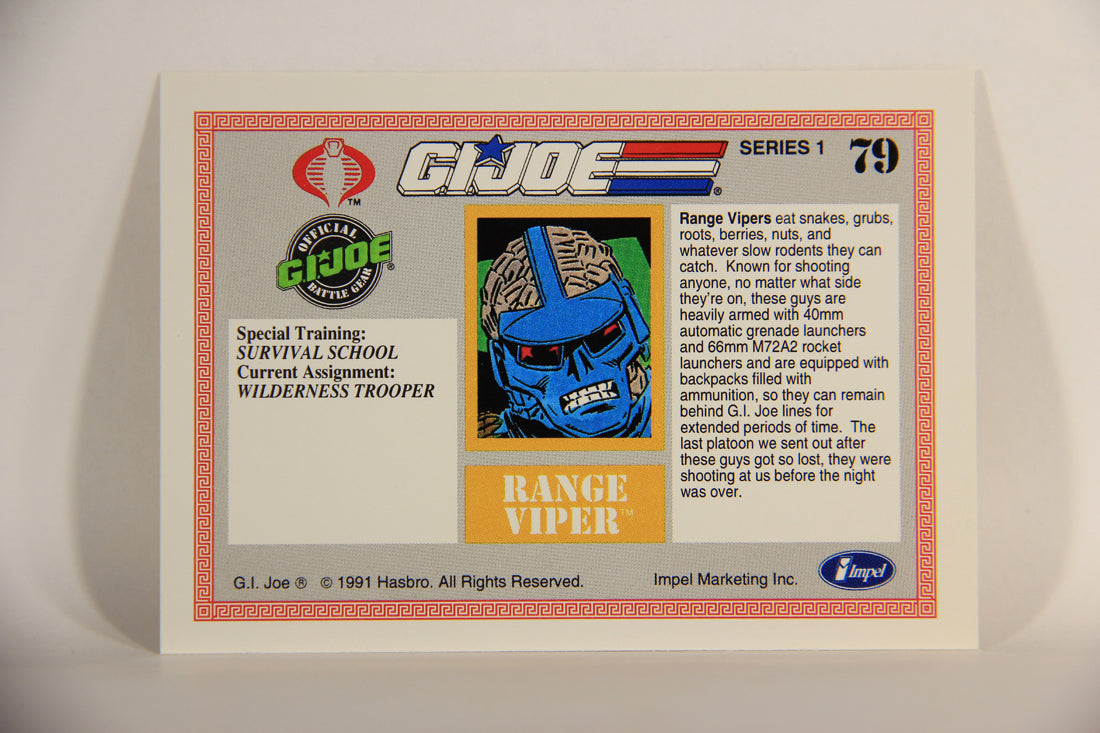 TM
G.I. JOE ®
SERIES 1
79
OFFICIAL
G.I. JOE ®
BATTLE GEAR
Special Training:
SURVIVAL SCHOOL
Current Assignment:
WILDERNESS TROOPER
RANGE
VIPER™
Range Vipers eat snakes, grubs,
roots, berries, nuts, and
whatever slow rodents they can
catch. Known for shooting
anyone, no matter what side
they're on, these guys are
heavily armed with 40mm
automatic grenade launchers
and 66mm M72A2 rocket
launchers and are equipped with
backpacks filled with
ammunition, so they can remain
behind G.I. Joe lines for
extended periods of time. The
last platoon we sent out after
these guys got so lost, they were
shooting at us before the night
was over.
G.I. Joe ® © 1991 Hasbro. All Rights Reserved.
Impel Marketing Inc.
Impel